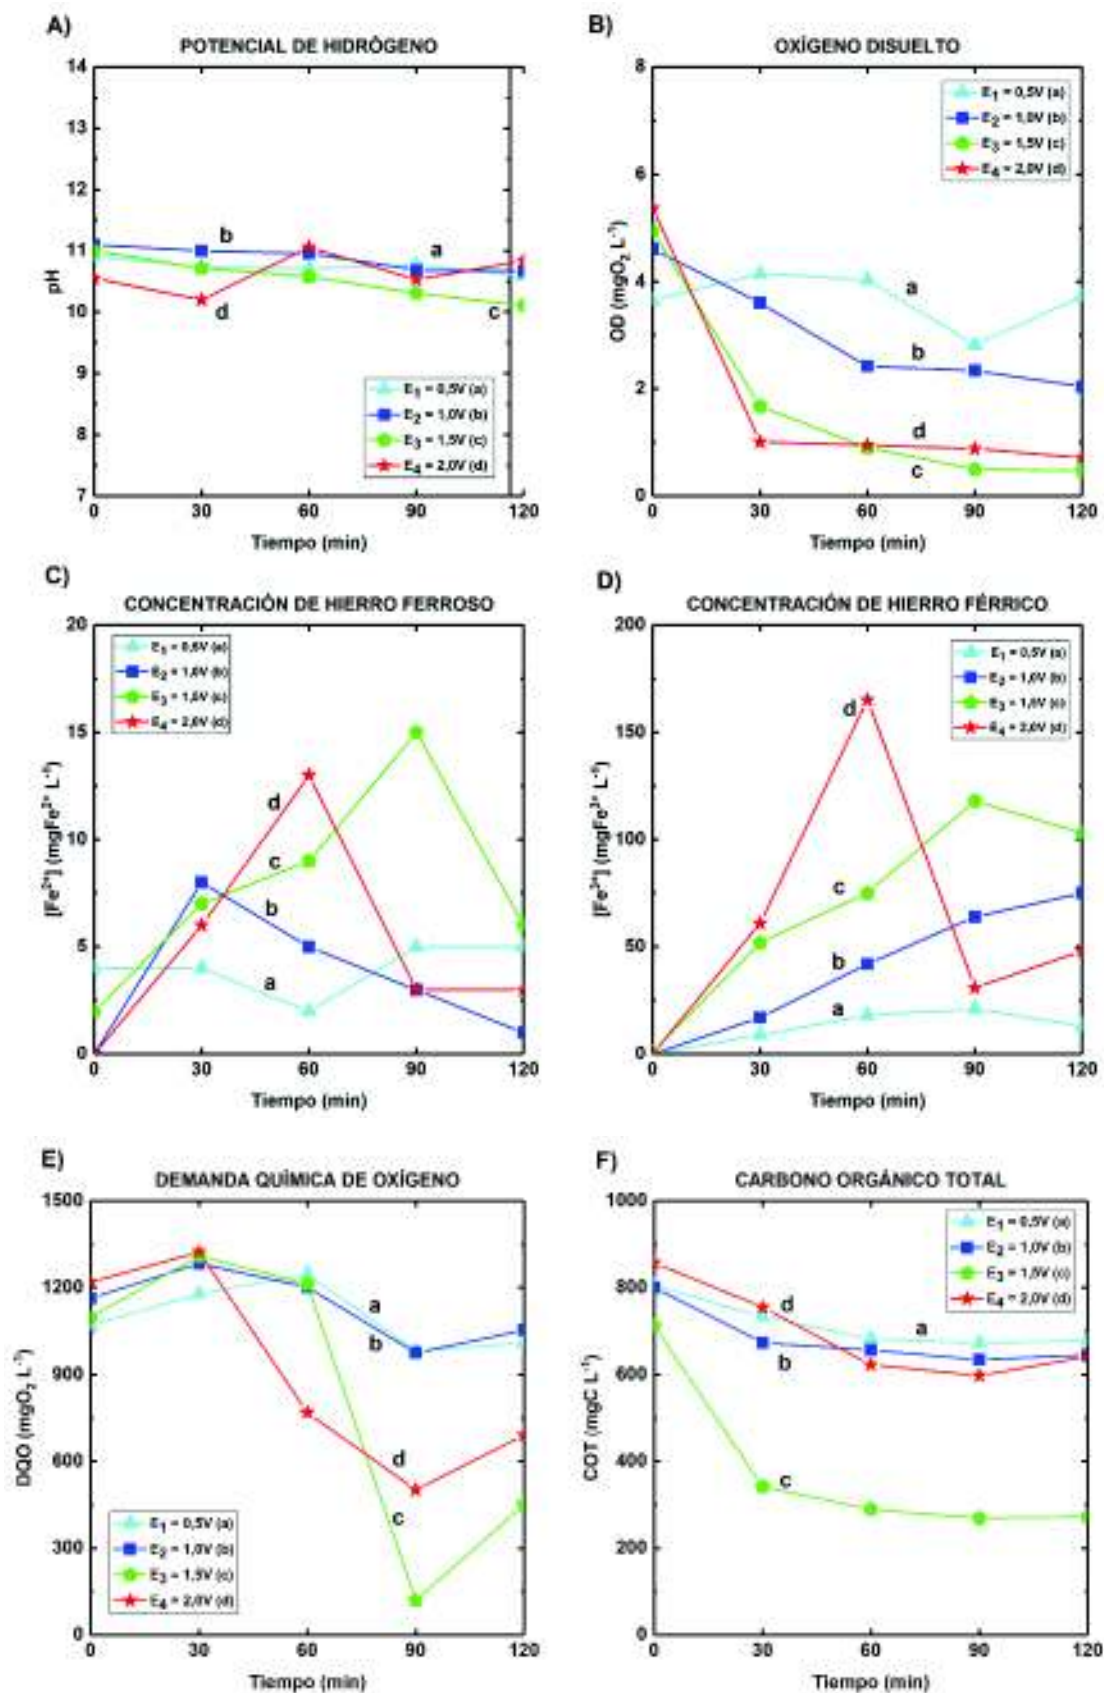 A)
POTENCIAL DE HIDRÓGENO
14
13
12
11
10
9
8
7
pH
b
a
d
c
E1 = 0,5V (a)
E2 = 1,0V (b)
E3 = 1,5V (c)
E4 = 2,0V (d)
0 30 60 90 120
Tiempo (min)
B)
OXÍGENO DISUELTO
8
6
4
2
0
OD (mgO2 L-1)
E1 = 0,5V (a)
E2 = 1,0V (b)
E3 = 1,5V (c)
E4 = 2,0V (d)
a
b
d
c
0 30 60 90 120
Tiempo (min)
C)
CONCENTRACIÓN DE HIERRO FERROSO
20
15
10
5
0
[Fe2+] (mgFe2+ L-1)
E1 = 0,5V (a)
E2 = 1,0V (b)
E3 = 1,5V (c)
E4 = 2,0V (d)
d
c
b
a
0 30 60 90 120
Tiempo (min)
D)
CONCENTRACIÓN DE HIERRO FÉRRICO
200
150
100
50
0
[Fe3+] (mgFe3+ L-1)
E1 = 0,5V (a)
E2 = 1,0V (b)
E3 = 1,5V (c)
E4 = 2,0V (d)
d
c
b
a
0 30 60 90 120
Tiempo (min)
E)
DEMANDA QUÍMICA DE OXÍGENO
1500
1200
900
600
300
0
DQO (mgO2 L-1)
a
b
d
c
E1 = 0,5V (a)
E2 = 1,0V (b)
E3 = 1,5V (c)
E4 = 2,0V (d)
0 30 60 90 120
Tiempo (min)
F)
CARBONO ORGÁNICO TOTAL
1000
800
600
400
200
0
COT (mgC L-1)
E1 = 0,5V (a)
E2 = 1,0V (b)
E3 = 1,5V (c)
E4 = 2,0V (d)
d
a
b
c
0 30 60 90 120
Tiempo (min)